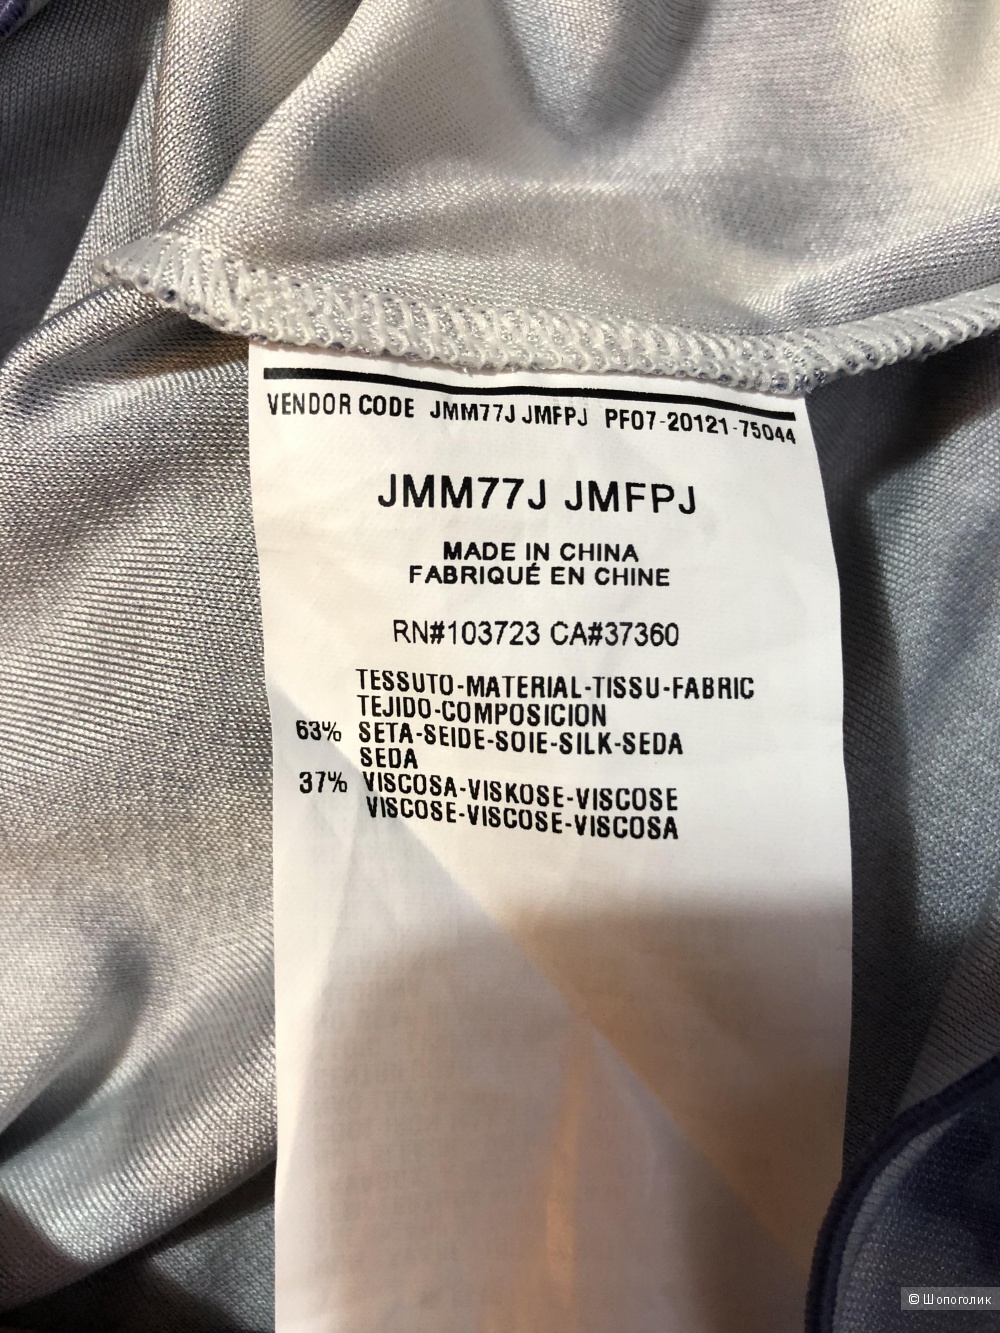 VENDOR CODE JMM77J JMFPJ PF07-20121-75044
JMM77J JMFPJ
MADE IN CHINA
FABRIQUÉ EN CHINE
RN#103723 CA#37360
TESSUTO-MATERIAL-TISSU-FABRIC
TEJIDO-COMPOSICION
63% SETA-SEIDE-SOIE-SILK-SEDA
SEDA
37% VISCOSA-VISKOSE-VISCOSE
VISCOSE-VISCOSE-VISCOSA
© Шопоголик